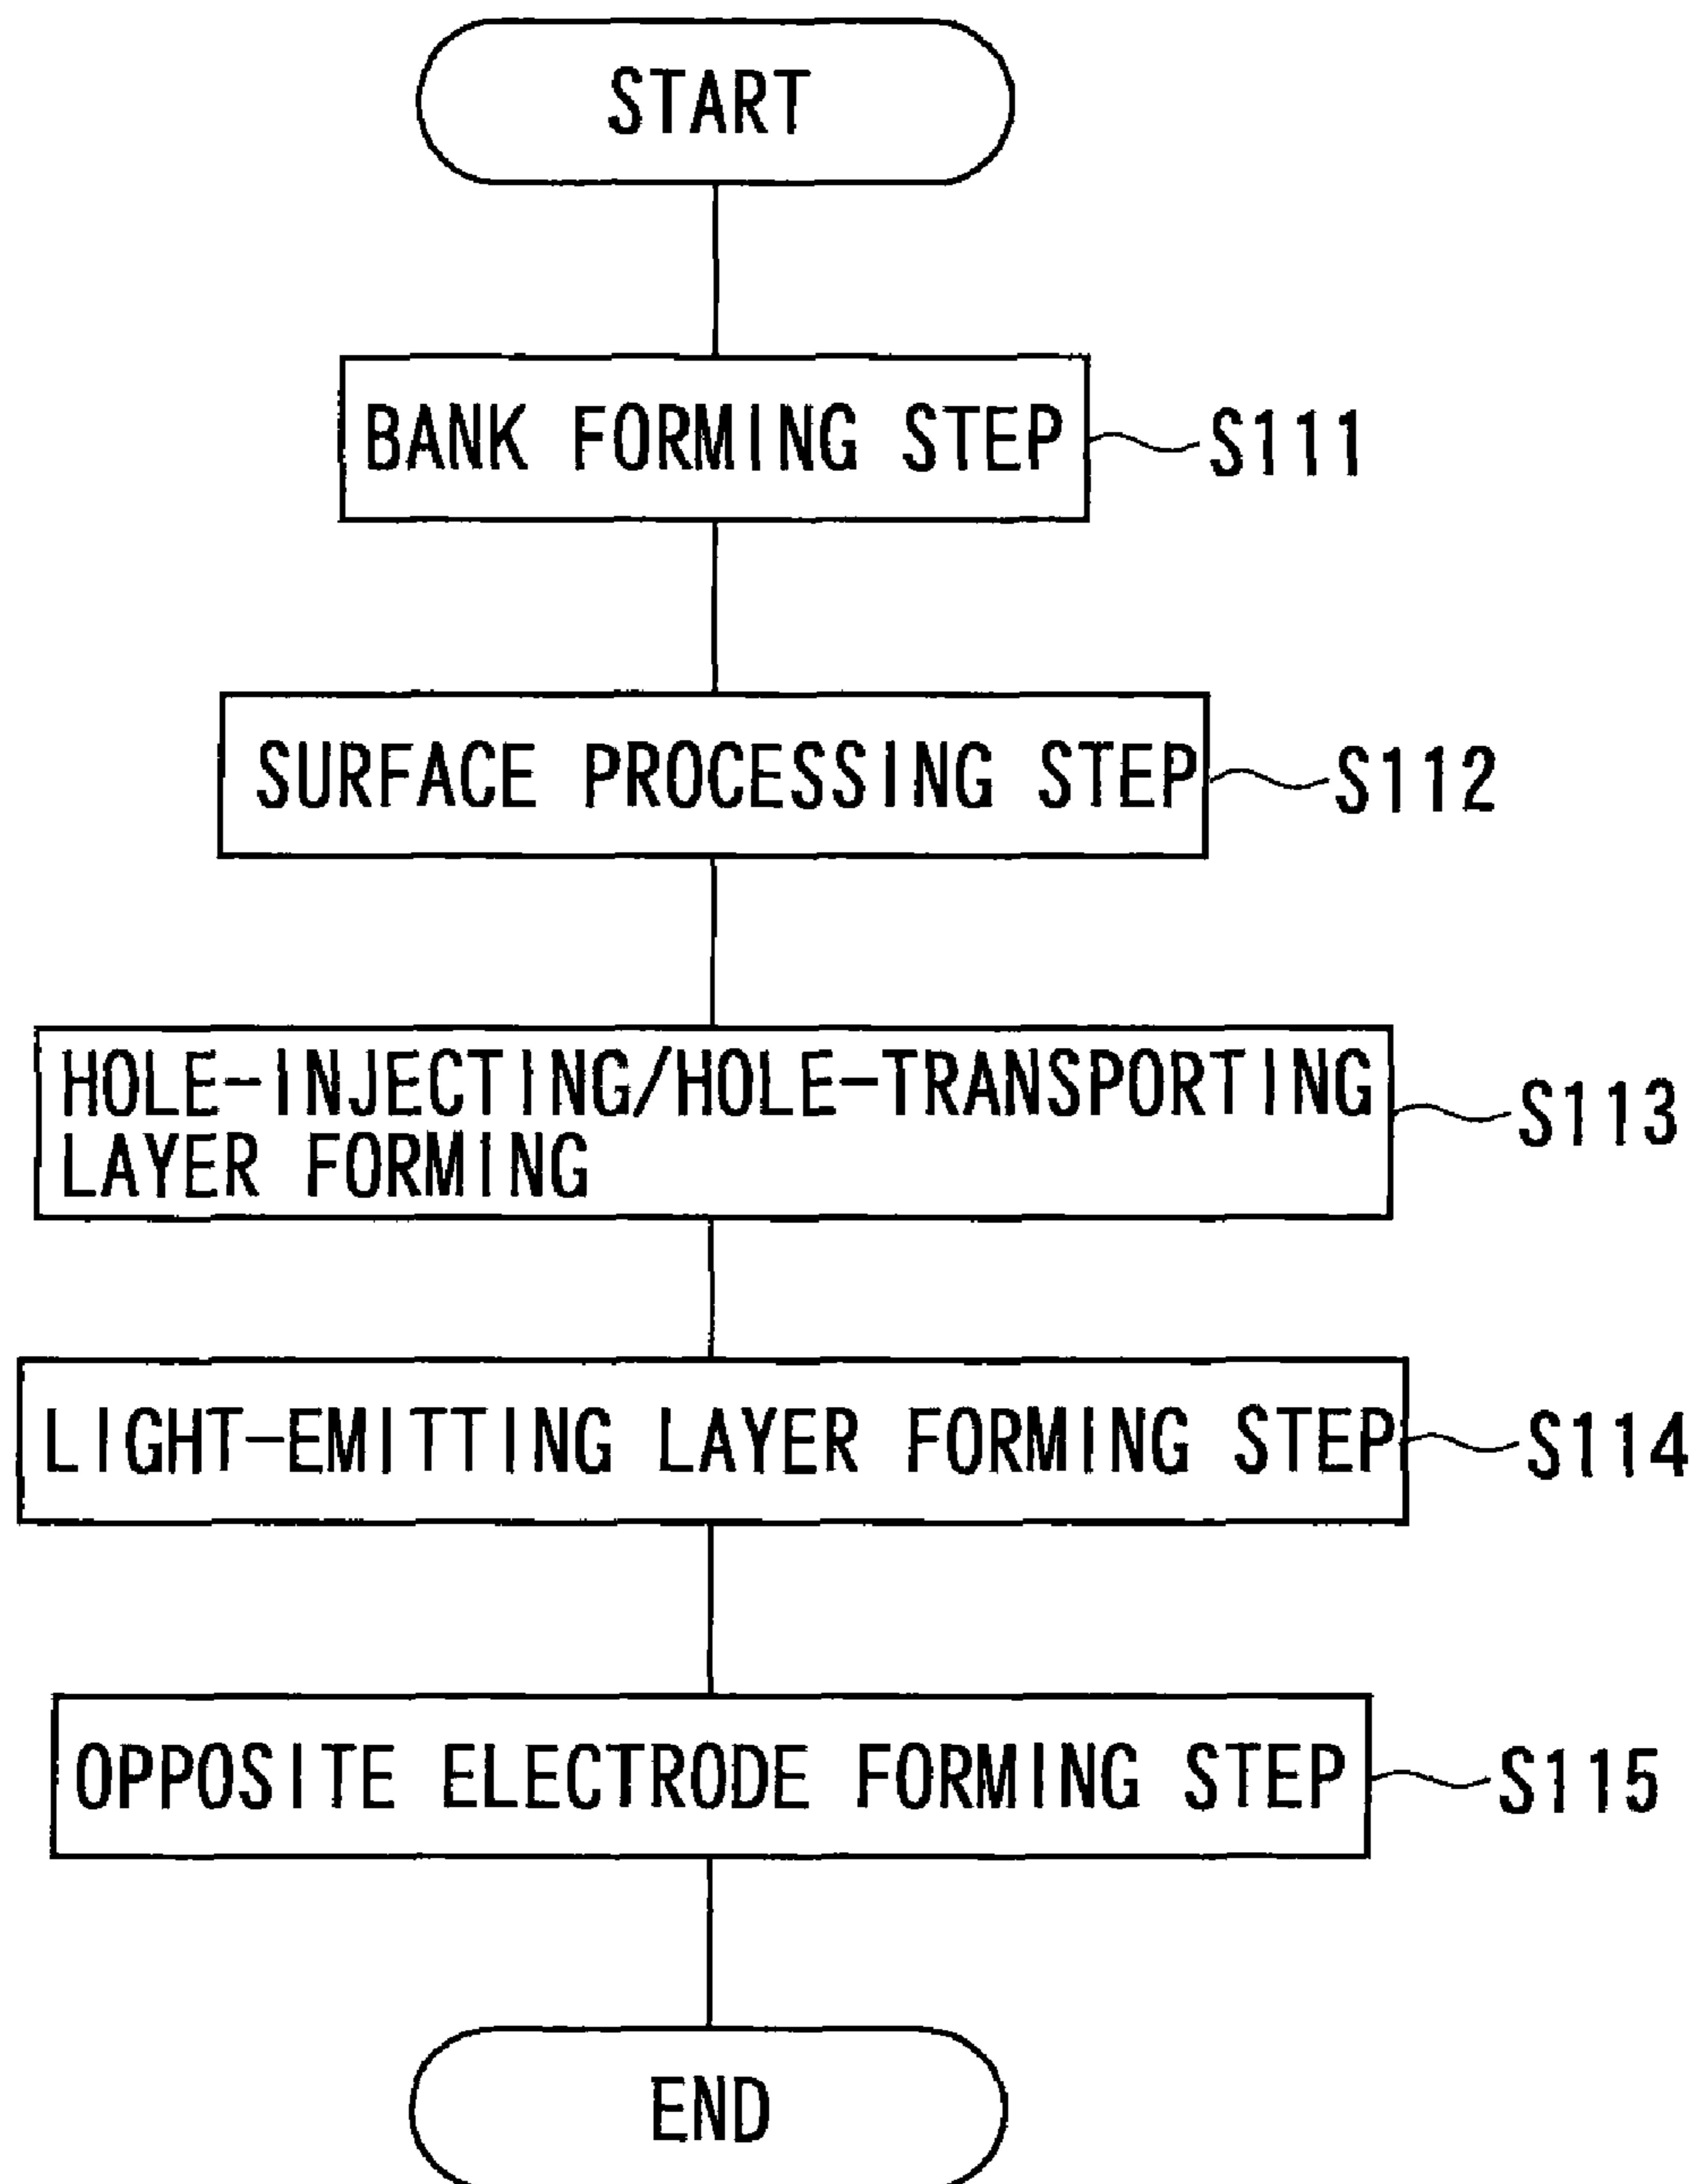 START
BANK FORMING STEP
S111
SURFACE PROCESSING STEP
S112
HOLE-INJECTING/HOLE-TRANSPORTING
LAYER FORMING
S113
LIGHT-EMITTING LAYER FORMING STEP
S114
OPPOSITE ELECTRODE FORMING STEP
S115
END